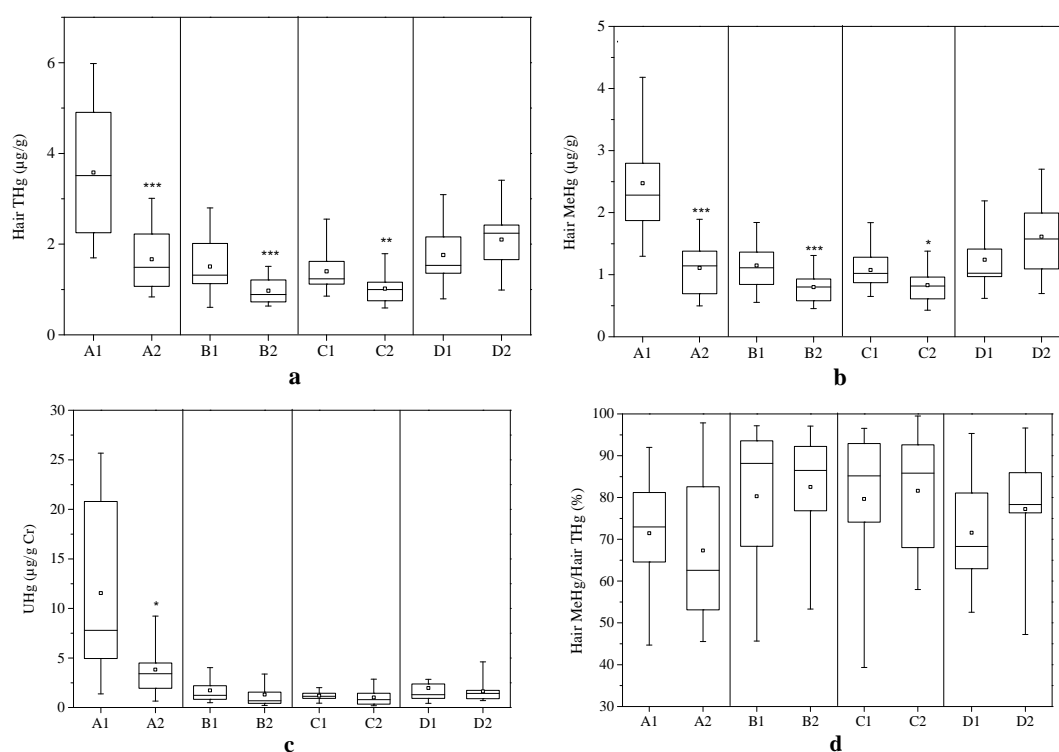 6
4
2
0
Hair THg (µg/g)
***
***
**
A1 A2 B1 B2 C1 C2 D1 D2
a
5
4
3
2
1
0
Hair MeHg (µg/g)
***
***
*
A1 A2 B1 B2 C1 C2 D1 D2
b
30
25
20
15
10
5
0
UHg (µg/g Cr)
*
A1 A2 B1 B2 C1 C2 D1 D2
c
100
90
80
70
60
50
40
30
Hair MeHg/Hair THg (%)
A1 A2 B1 B2 C1 C2 D1 D2
d